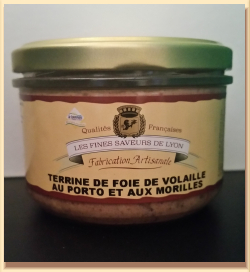 Qualités Françaises
LES FINES SAVEURS DE LYON
Fabrication Artisanale
TERRINE DE FOIE DE VOLAILLE
AU PORTO ET AUX MORILLES